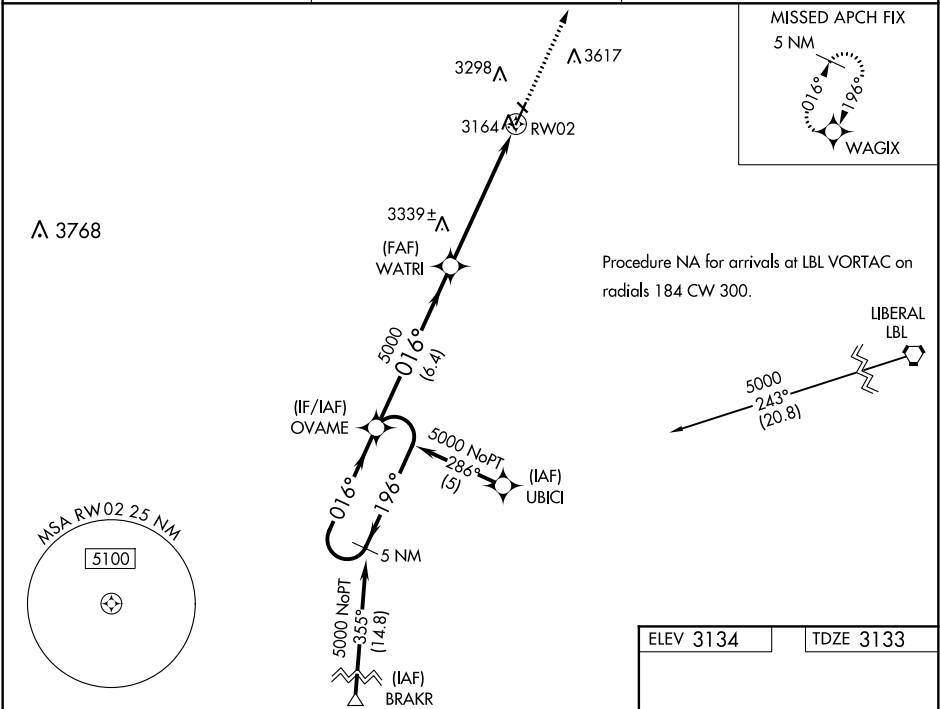 MISSED APCH FIX
5 NM
016°
196°
WAGIX
3617
3298
3164
RW02
3768
3339±
(FAF)
WATRI
Procedure NA for arrivals at LBL VORTAC on
radials 184 CW 300.
LIBERAL
LBL
5000
243°
(20.8)
5000
016°
(6.4)
(IF/IAF)
OVAME
5000 NoPT
286°
(5)
(IAF)
UBICI
016°
196°
5 NM
MSA RW02 25 NM
5100
5000 NoPT
355°
(14.8)
(IAF)
BRAKR
ELEV 3134
TDZE 3133